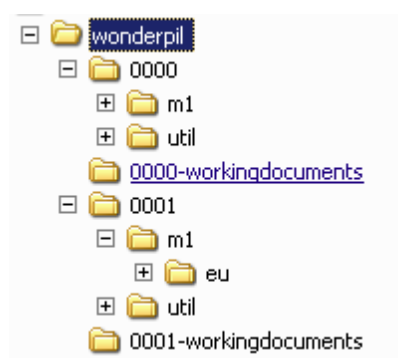 wonderpil
0000
m1
util
0000-workingdocuments
0001
m1
eu
util
0001-workingdocuments